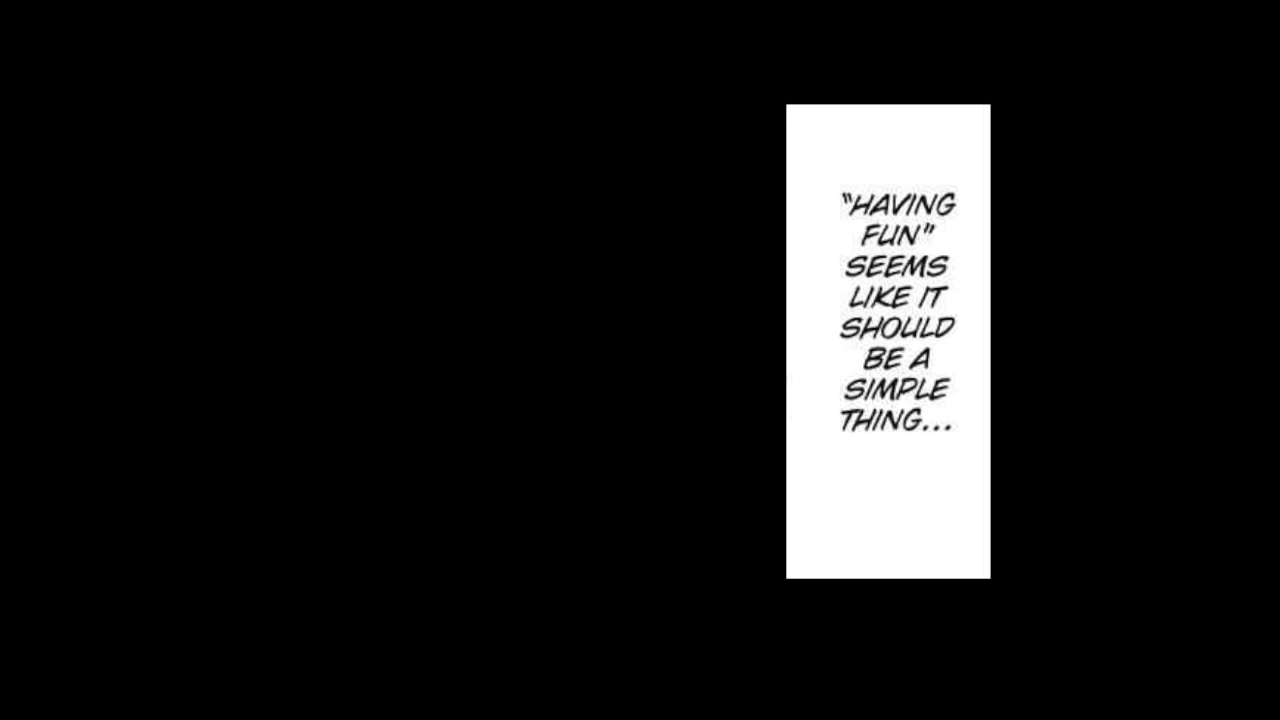 "HAVING
FUN"
SEEMS
LIKE IT
SHOULD
BE A
SIMPLE
THING...